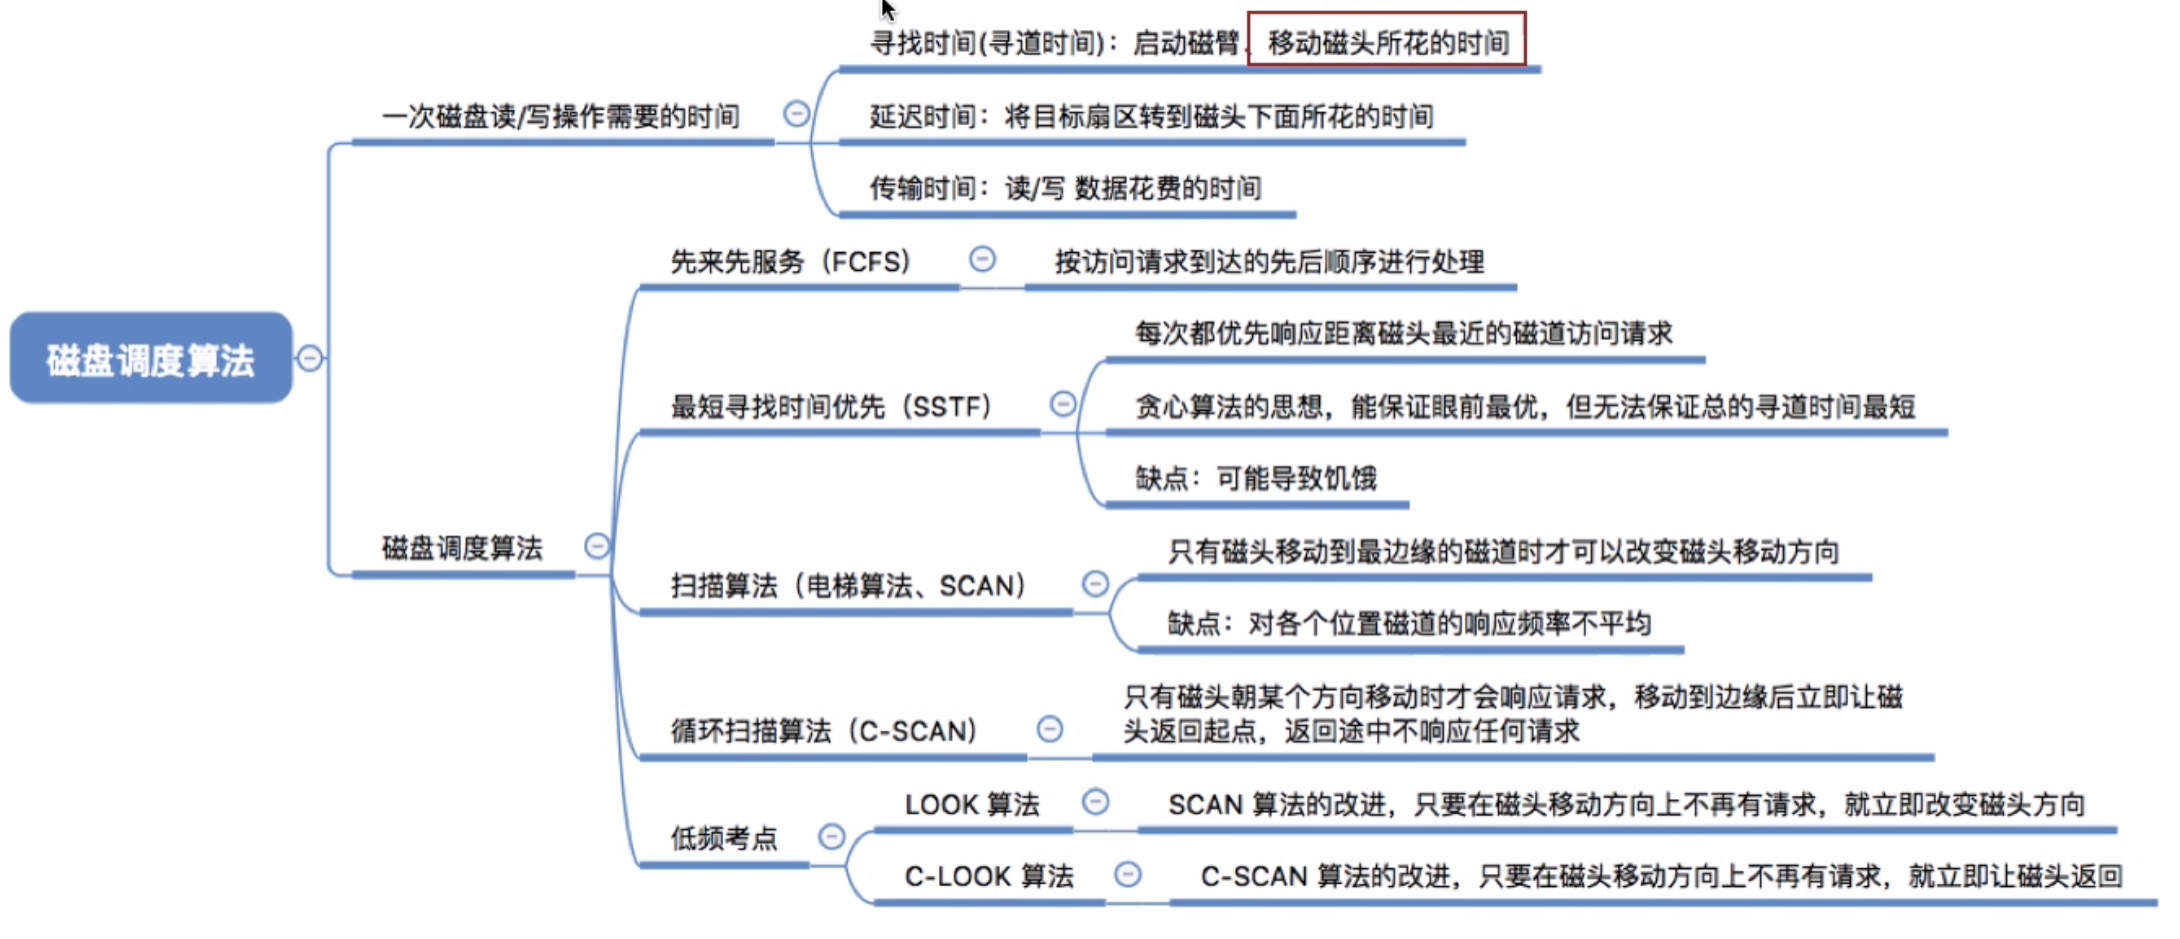 磁盘调度算法
一次磁盘读/写操作需要的时间
寻找时间(寻道时间)：启动磁臂、移动磁头所花的时间
延迟时间：将目标扇区转到磁头下面所花的时间
传输时间：读/写 数据花费的时间
磁盘调度算法
先来先服务（FCFS）
按访问请求到达的先后顺序进行处理
最短寻找时间优先（SSTF）
每次都优先响应距离磁头最近的磁道访问请求
贪心算法的思想，能保证眼前最优，但无法保证总的寻道时间最短
缺点：可能导致饥饿
扫描算法（电梯算法、SCAN）
只有磁头移动到最边缘的磁道时才可以改变磁头移动方向
缺点：对各个位置磁道的响应频率不平均
循环扫描算法（C-SCAN）
只有磁头朝某个方向移动时才会响应请求，移动到边缘后立即让磁
头返回起点，返回途中不响应任何请求
低频考点
LOOK 算法
SCAN 算法的改进，只要在磁头移动方向上不再有请求，就立即改变磁头方向
C-LOOK 算法
C-SCAN 算法的改进，只要在磁头移动方向上不再有请求，就立即让磁头返回